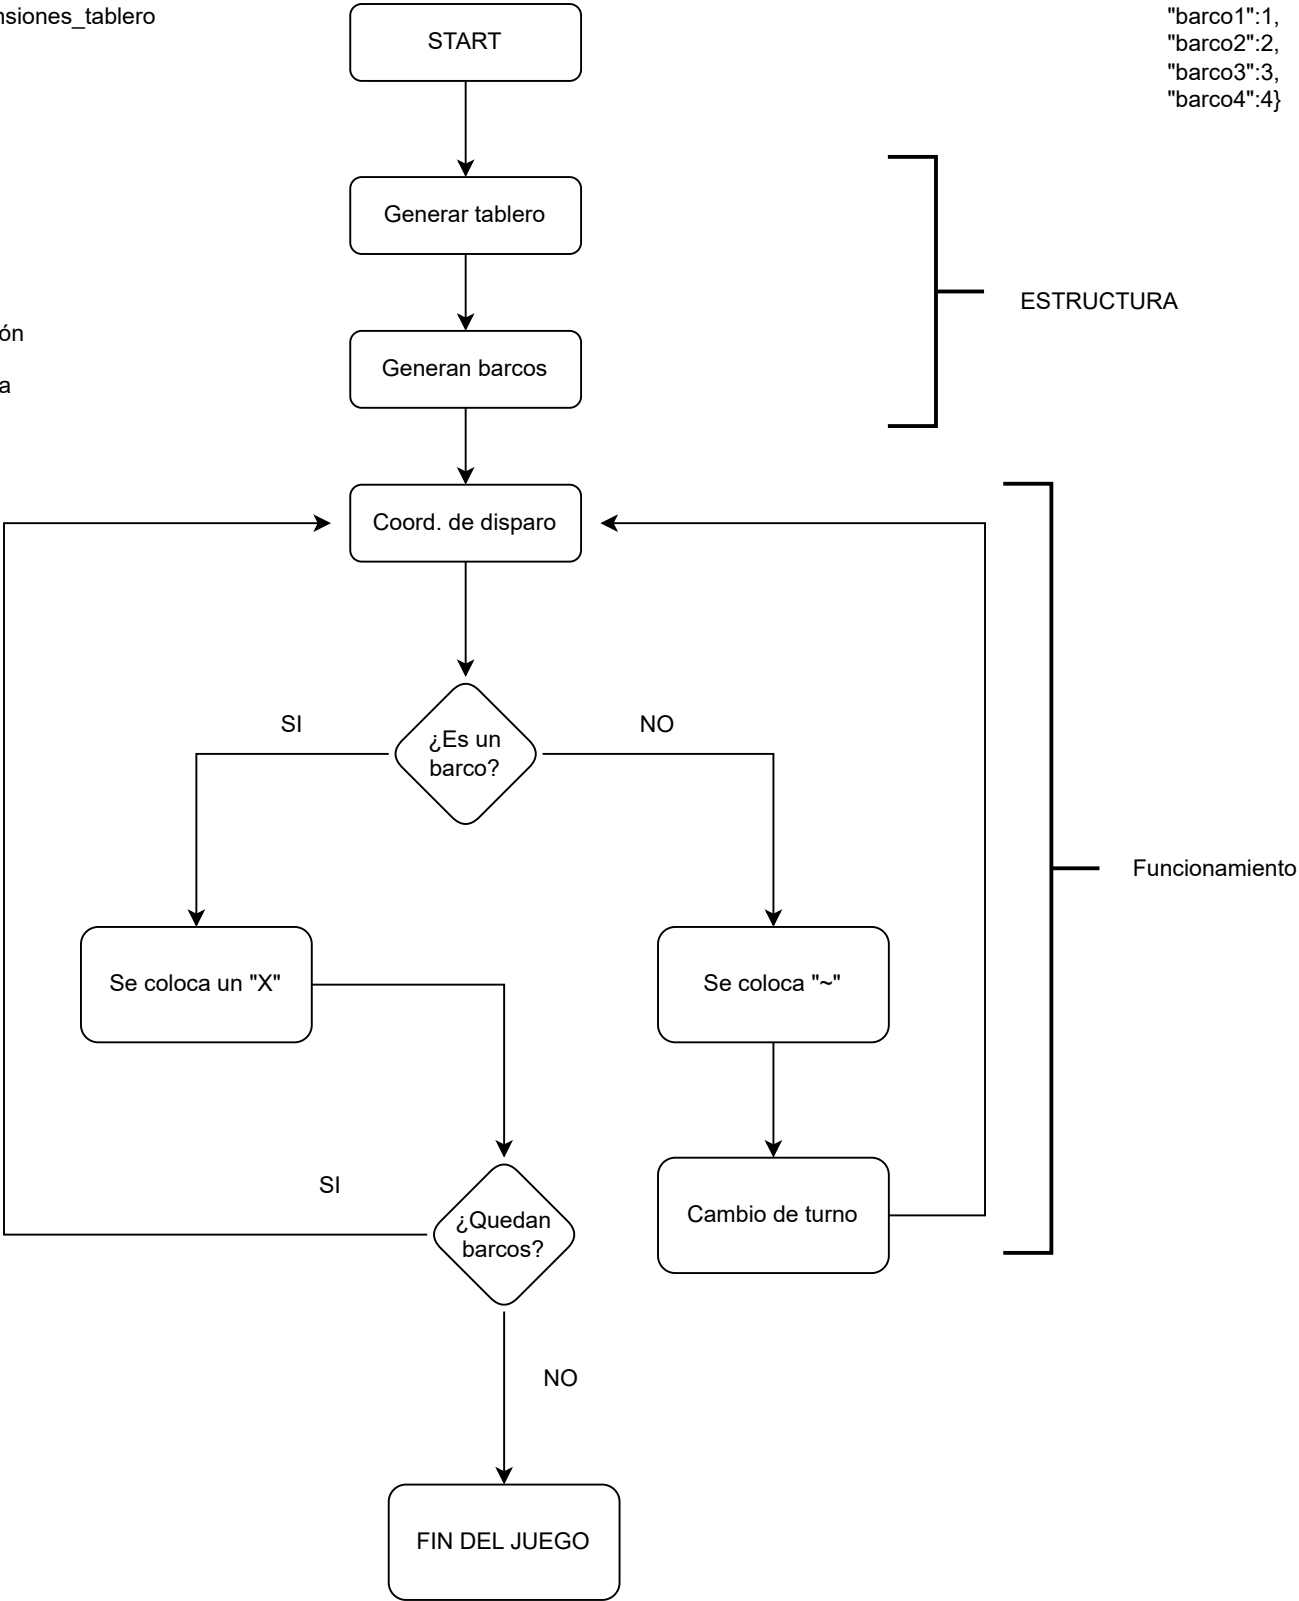 nsiones_tablero
START
"barco1":1,
"barco2":2,
"barco3":3,
"barco4":4}
Generar tablero
ESTRUCTURA
ón
Generan barcos
a
Coord. de disparo
SI
NO
¿Es un
barco?
Funcionamiento
Se coloca un "X"
Se coloca "~"
SI
¿Quedan
barcos?
Cambio de turno
NO
FIN DEL JUEGO